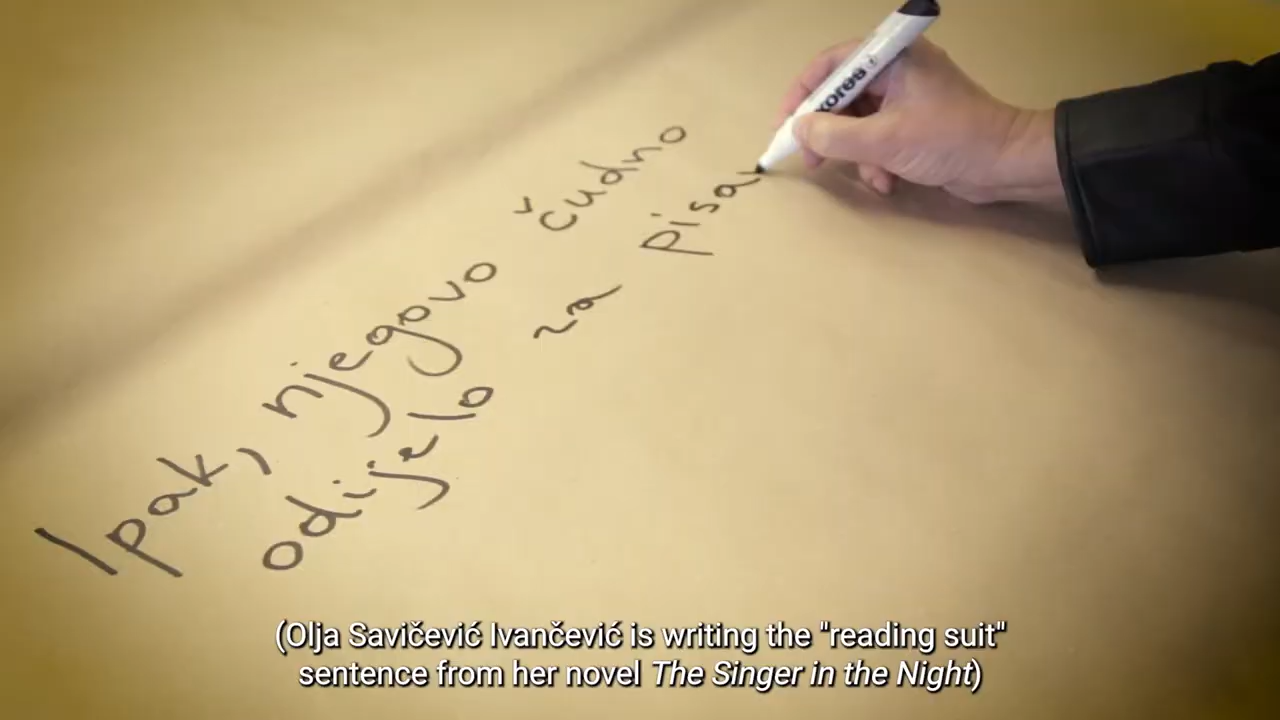 Ipak, njegovo čudno
odijelo za pisa
kores
(Olja Savičević Ivančević is writing the "reading suit"
sentence from her novel The Singer in the Night)